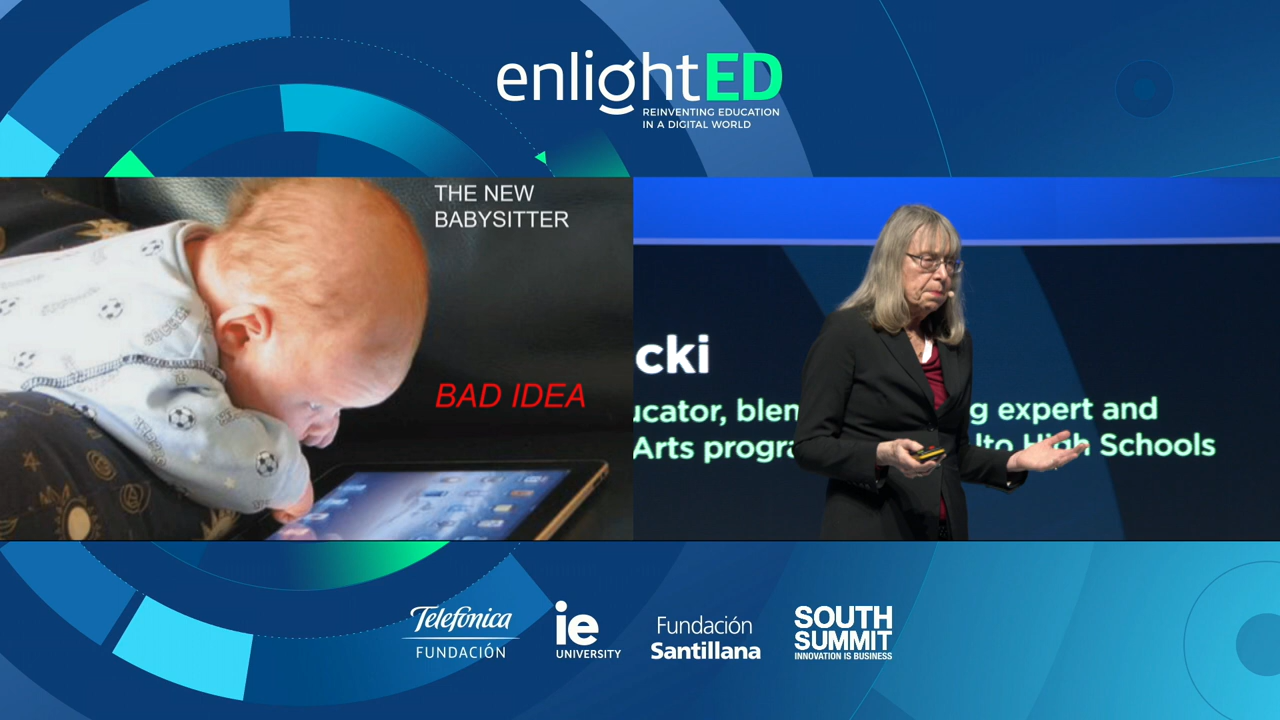 enlightED
REINVENTING EDUCATION
IN A DIGITAL WORLD
THE NEW
BABYSITTER
BAD IDEA
cki
ucator, blen g expert and
Arts progra lto High Schools
Telefónica
FUNDACIÓN
ie
UNIVERSITY
Fundación
Santillana
SOUTH
SUMMIT
INNOVATION IS BUSINESS